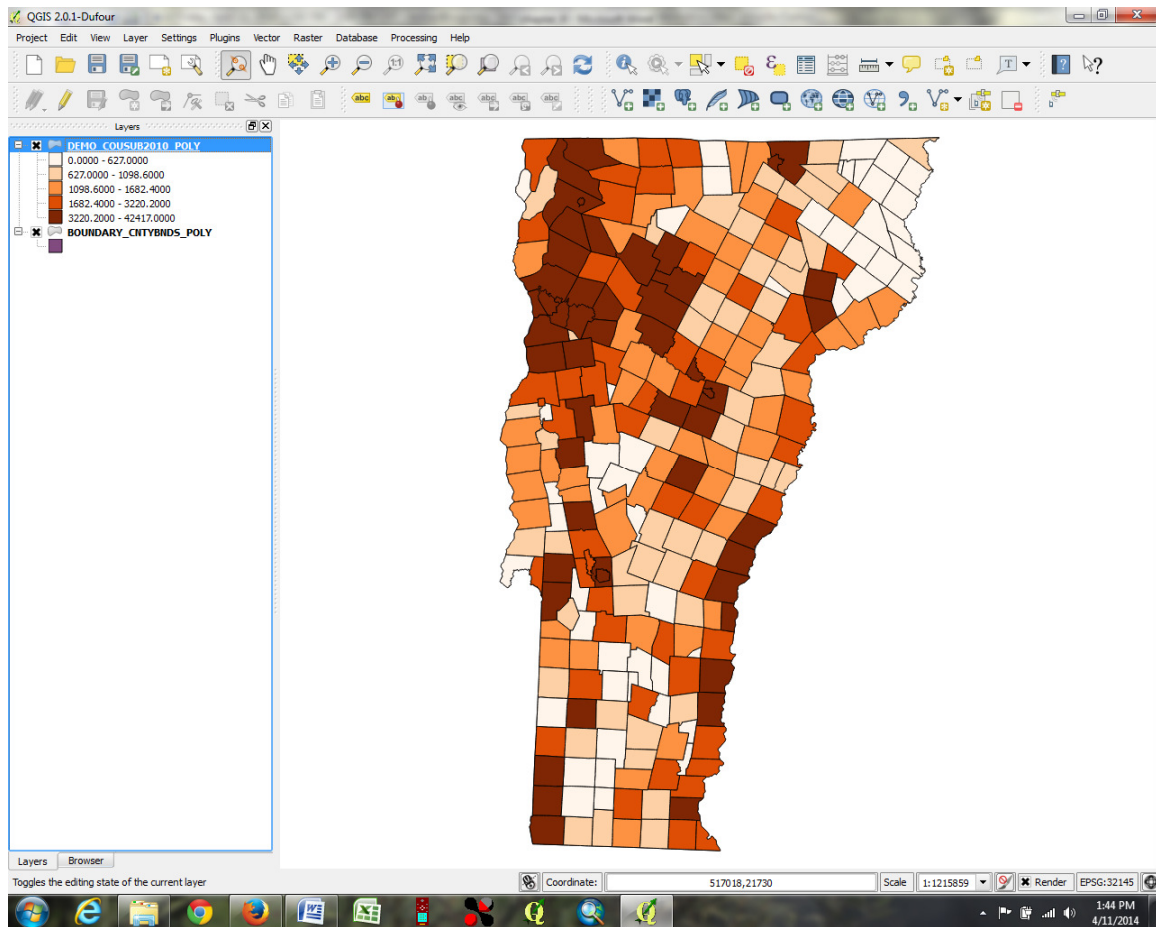 QGIS 2.0.1-Dufour
Project Edit View Layer Settings Plugins Vector Raster Database Processing Help
Layers
DEMO_COUSUB2010_POLY
0.0000 - 627.0000
627.0000 - 1098.6000
1098.6000 - 1682.4000
1682.4000 - 3220.2000
3220.2000 - 42417.0000
BOUNDARY_CNTYBNDS_POLY
Layers Browser
Toggles the editing state of the current layer Coordinate: 517018,21730 Scale 1:1215859 Render EPSG:32145
1:44 PM
4/11/2014